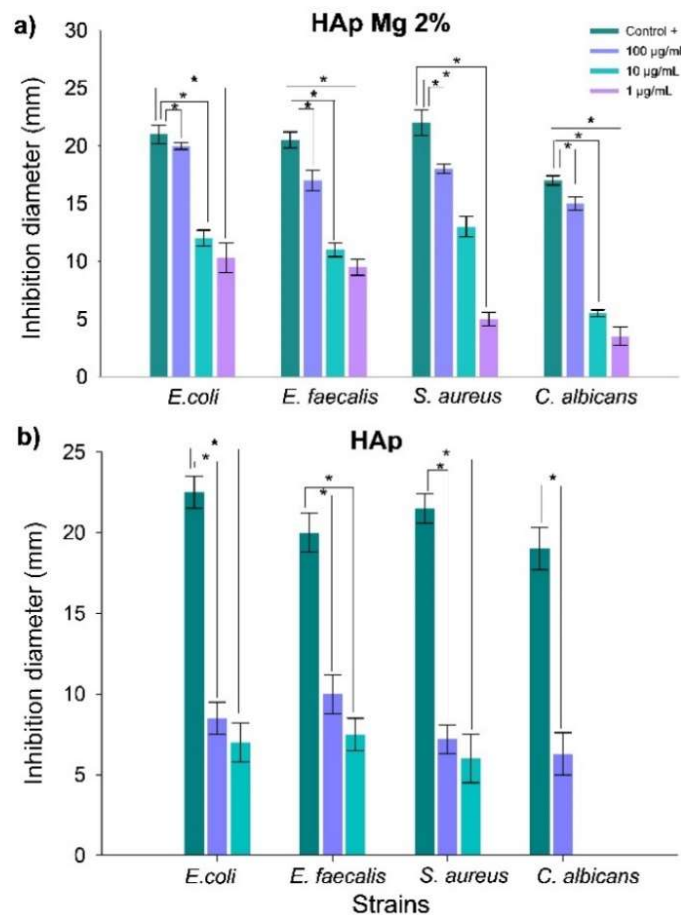 a)
HAp Mg 2%
Control +
100 µg/mL
10 µg/mL
1 µg/mL
Inhibition diameter (mm)
30
25
20
15
10
5
0
* * * * * * * * * * *
E.coli E. faecalis S. aureus C. albicans
b)
HAp
Inhibition diameter (mm)
25
20
15
10
5
0
* * * * * * *
E.coli E. faecalis S. aureus C. albicans
Strains